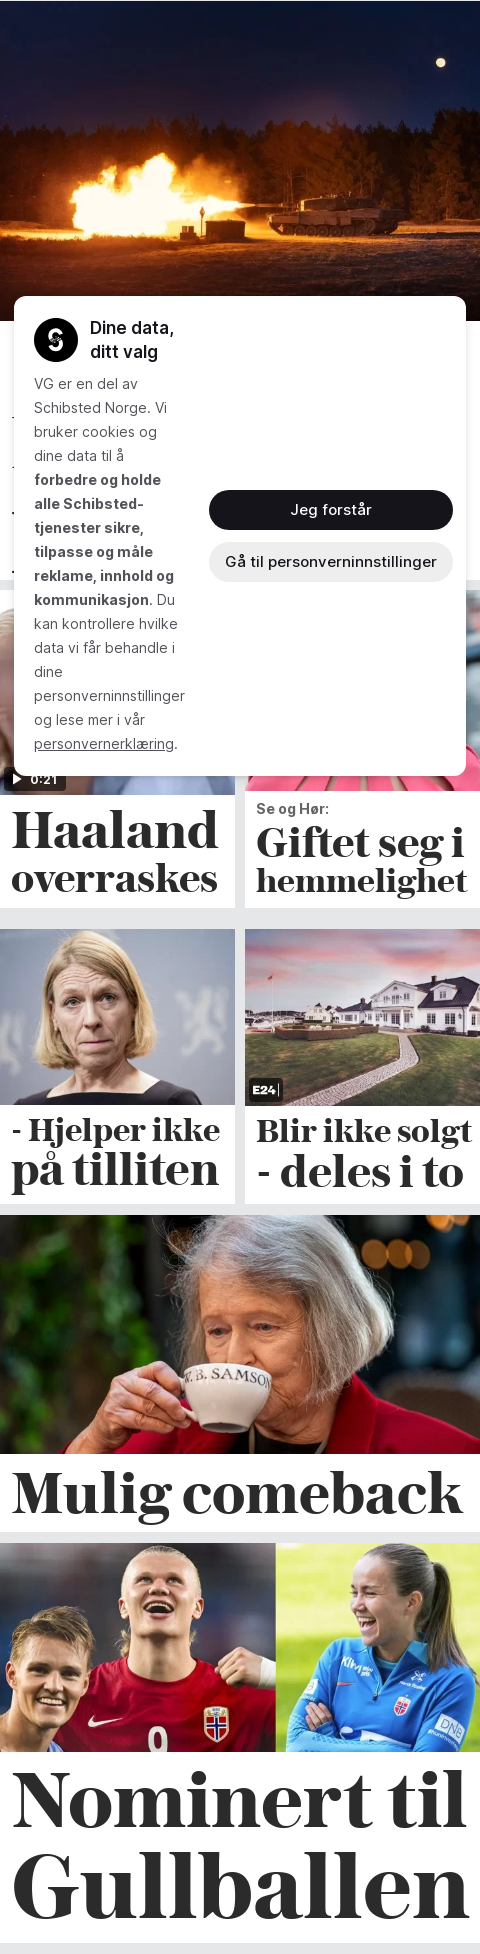 Dine data,
ditt valg
VG er en del av
Schibsted Norge. Vi
bruker cookies og
dine data til å
forbedre og holde
alle Schibsted-
tjenester sikre,
tilpasse og måle
reklame, innhold og
kommunikasjon. Du
kan kontrollere hvilke
data vi får behandle i
dine
personverninnstillinger
og lese mer i vår
personvernerklæring.
Jeg forstår
Gå til personverninnstillinger
0:21
Haaland
overraskes
Se og Hør:
Giftet seg i
hemmelighet
- Hjelper ikke
på tilliten
E24
Blir ikke solgt
- deles i to
W. B. SAMSON
Mulig comeback
DNB
Nominert til
Gullballen